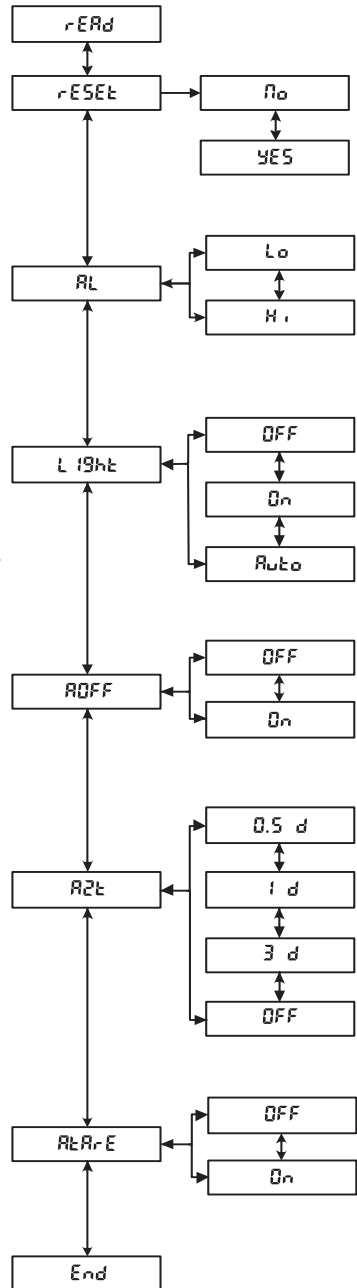 rEAd
rESEt
No
YES
AL
Lo
Hi
LIght
OFF
On
Auto
AOFF
OFF
On
AZt
0.5 d
1 d
3 d
OFF
AtArE
OFF
On
End